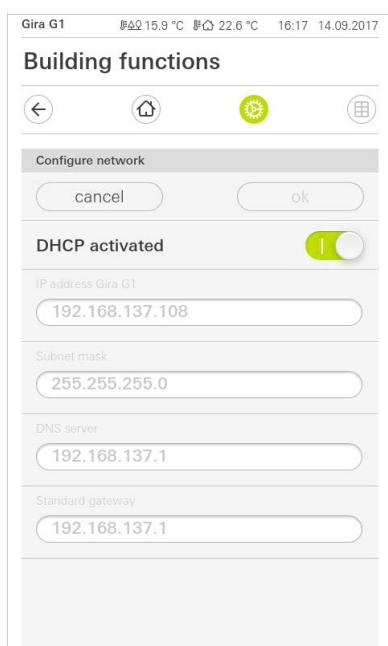 Gira G1 15.9 °C 22.6 °C 16:17 14.09.2017
Building functions
Configure network
cancel ok
DHCP activated
IP address Gira G1
192.168.137.108
Subnet mask
255.255.255.0
DNS server
192.168.137.1
Standard gateway
192.168.137.1